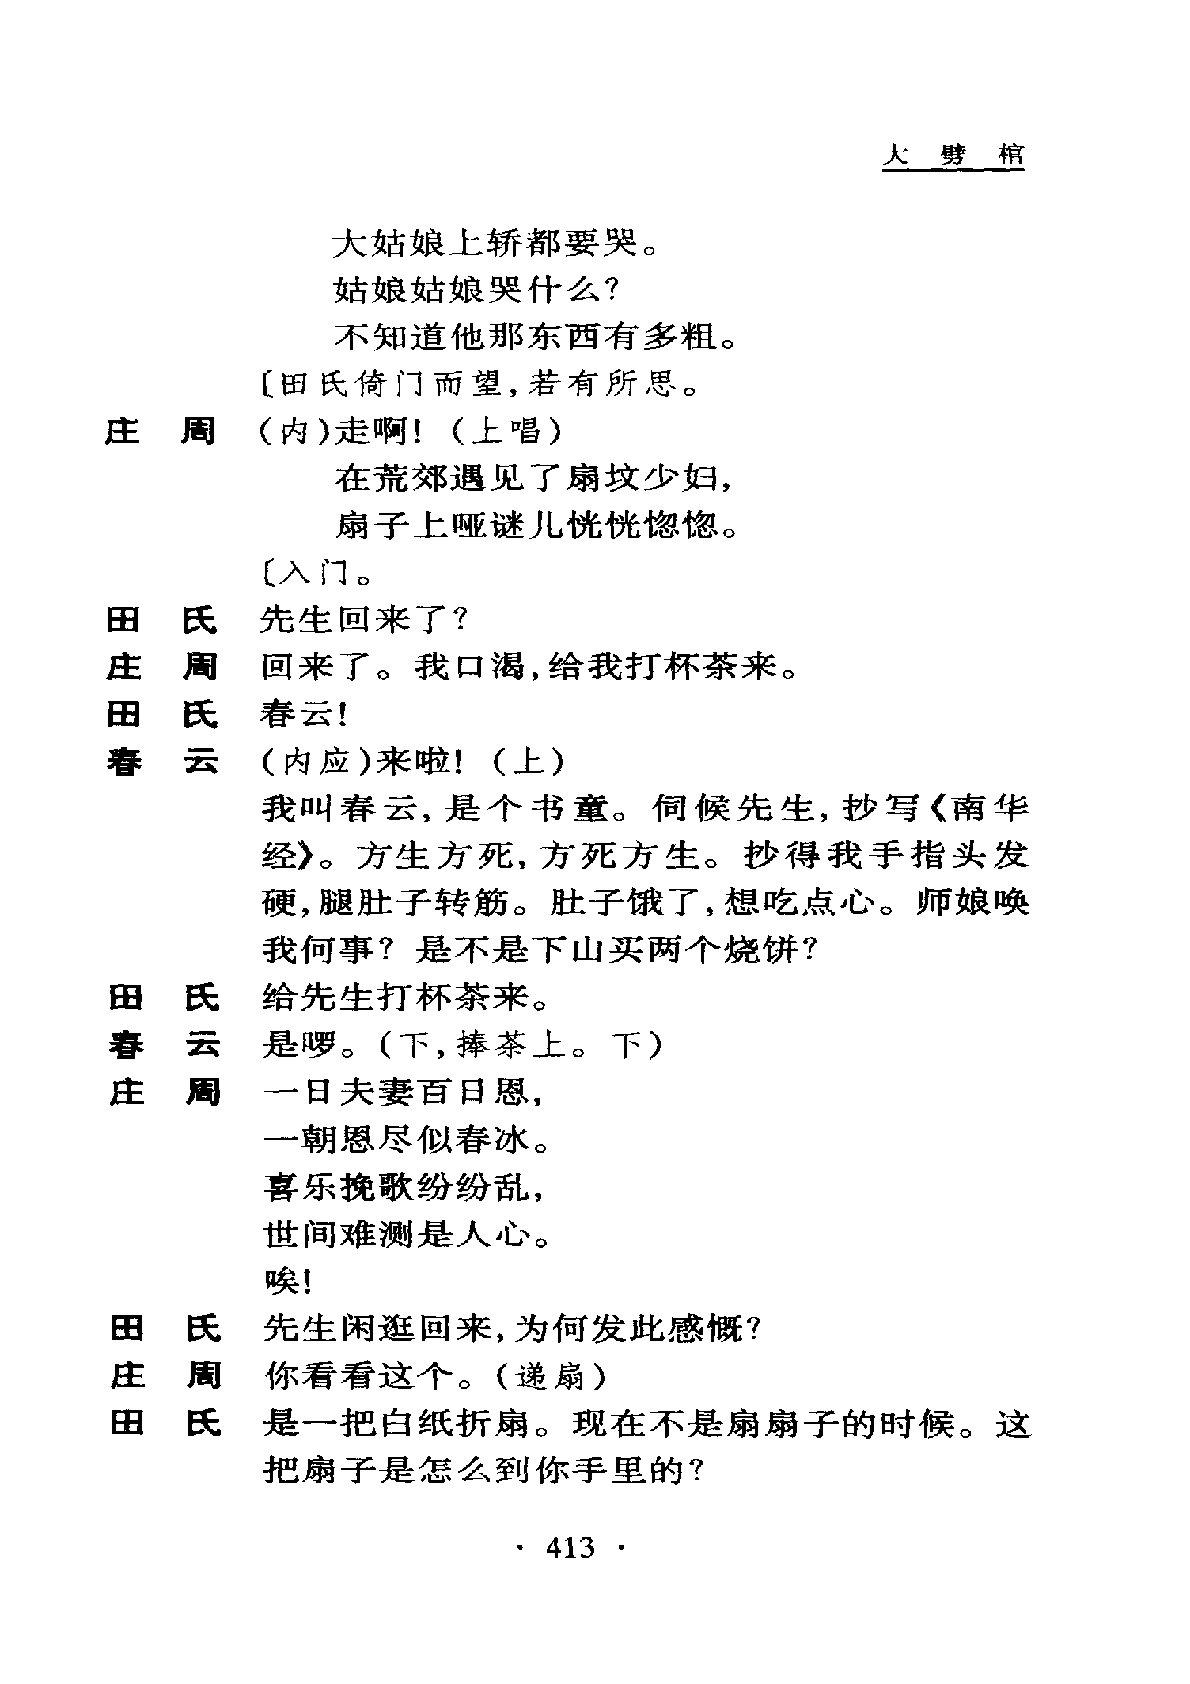 大劈棺
大姑娘上轿都要哭。
姑娘姑娘哭什么?
不知道他那东西有多粗。
〔田氏倚门而望,若有所思。
庄 周 (内)走啊! (上唱)
在荒郊遇见了扇坟少妇,
扇子上哑谜儿恍恍惚惚。
〔入门。
田 氏 先生回来了?
庄 周 回来了。我口渴,给我打杯茶来。
田 氏 春云!
春 云 (内应)来啦! (上)
我叫春云,是个书童。伺候先生,抄写《南华
经》。方生方死,方死方生。抄得我手指头发
硬,腿肚子转筋。肚子饿了,想吃点心。师娘唤
我何事? 是不是下山买两个烧饼?
田 氏 给先生打杯茶来。
春 云 是啰。(下,捧茶上。下)
庄 周 一日夫妻百日恩,
一朝恩尽似春冰。
喜乐挽歌纷纷乱,
世间难测是人心。
唉!
田 氏 先生闲逛回来,为何发此感慨?
庄 周 你看看这个。(递扇)
田 氏 是一把白纸折扇。现在不是扇扇子的时候。这
把扇子是怎么到你手里的?
· 413 ·